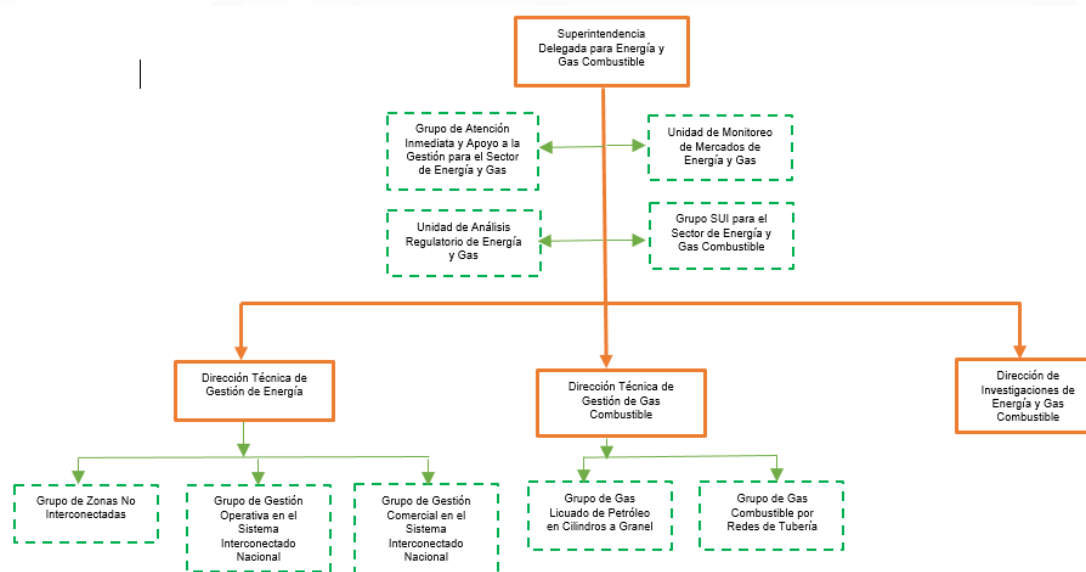 Superintendencia
Delegada para Energía y
Gas Combustible
Grupo de Atención
Inmediata y Apoyo a la
Gestión para el Sector
de Energía y Gas
Unidad de Monitoreo
de Mercados de
Energía y Gas
Unidad de Análisis
Regulatorio de Energía
y Gas
Grupo SUI para el
Sector de Energía y
Gas Combustible
Dirección Técnica de
Gestión de Energía
Dirección Técnica de
Gestión de Gas
Combustible
Dirección de
Investigaciones de
Energía y Gas
Combustible
Grupo de Zonas No
Interconectadas
Grupo de Gestión
Operativa en el
Sistema
Interconectado
Nacional
Grupo de Gestión
Comercial en el
Sistema
Interconectado
Nacional
Grupo de Gas
Licuado de Petróleo
en Cilindros a Granel
Grupo de Gas
Combustible por
Redes de Tubería